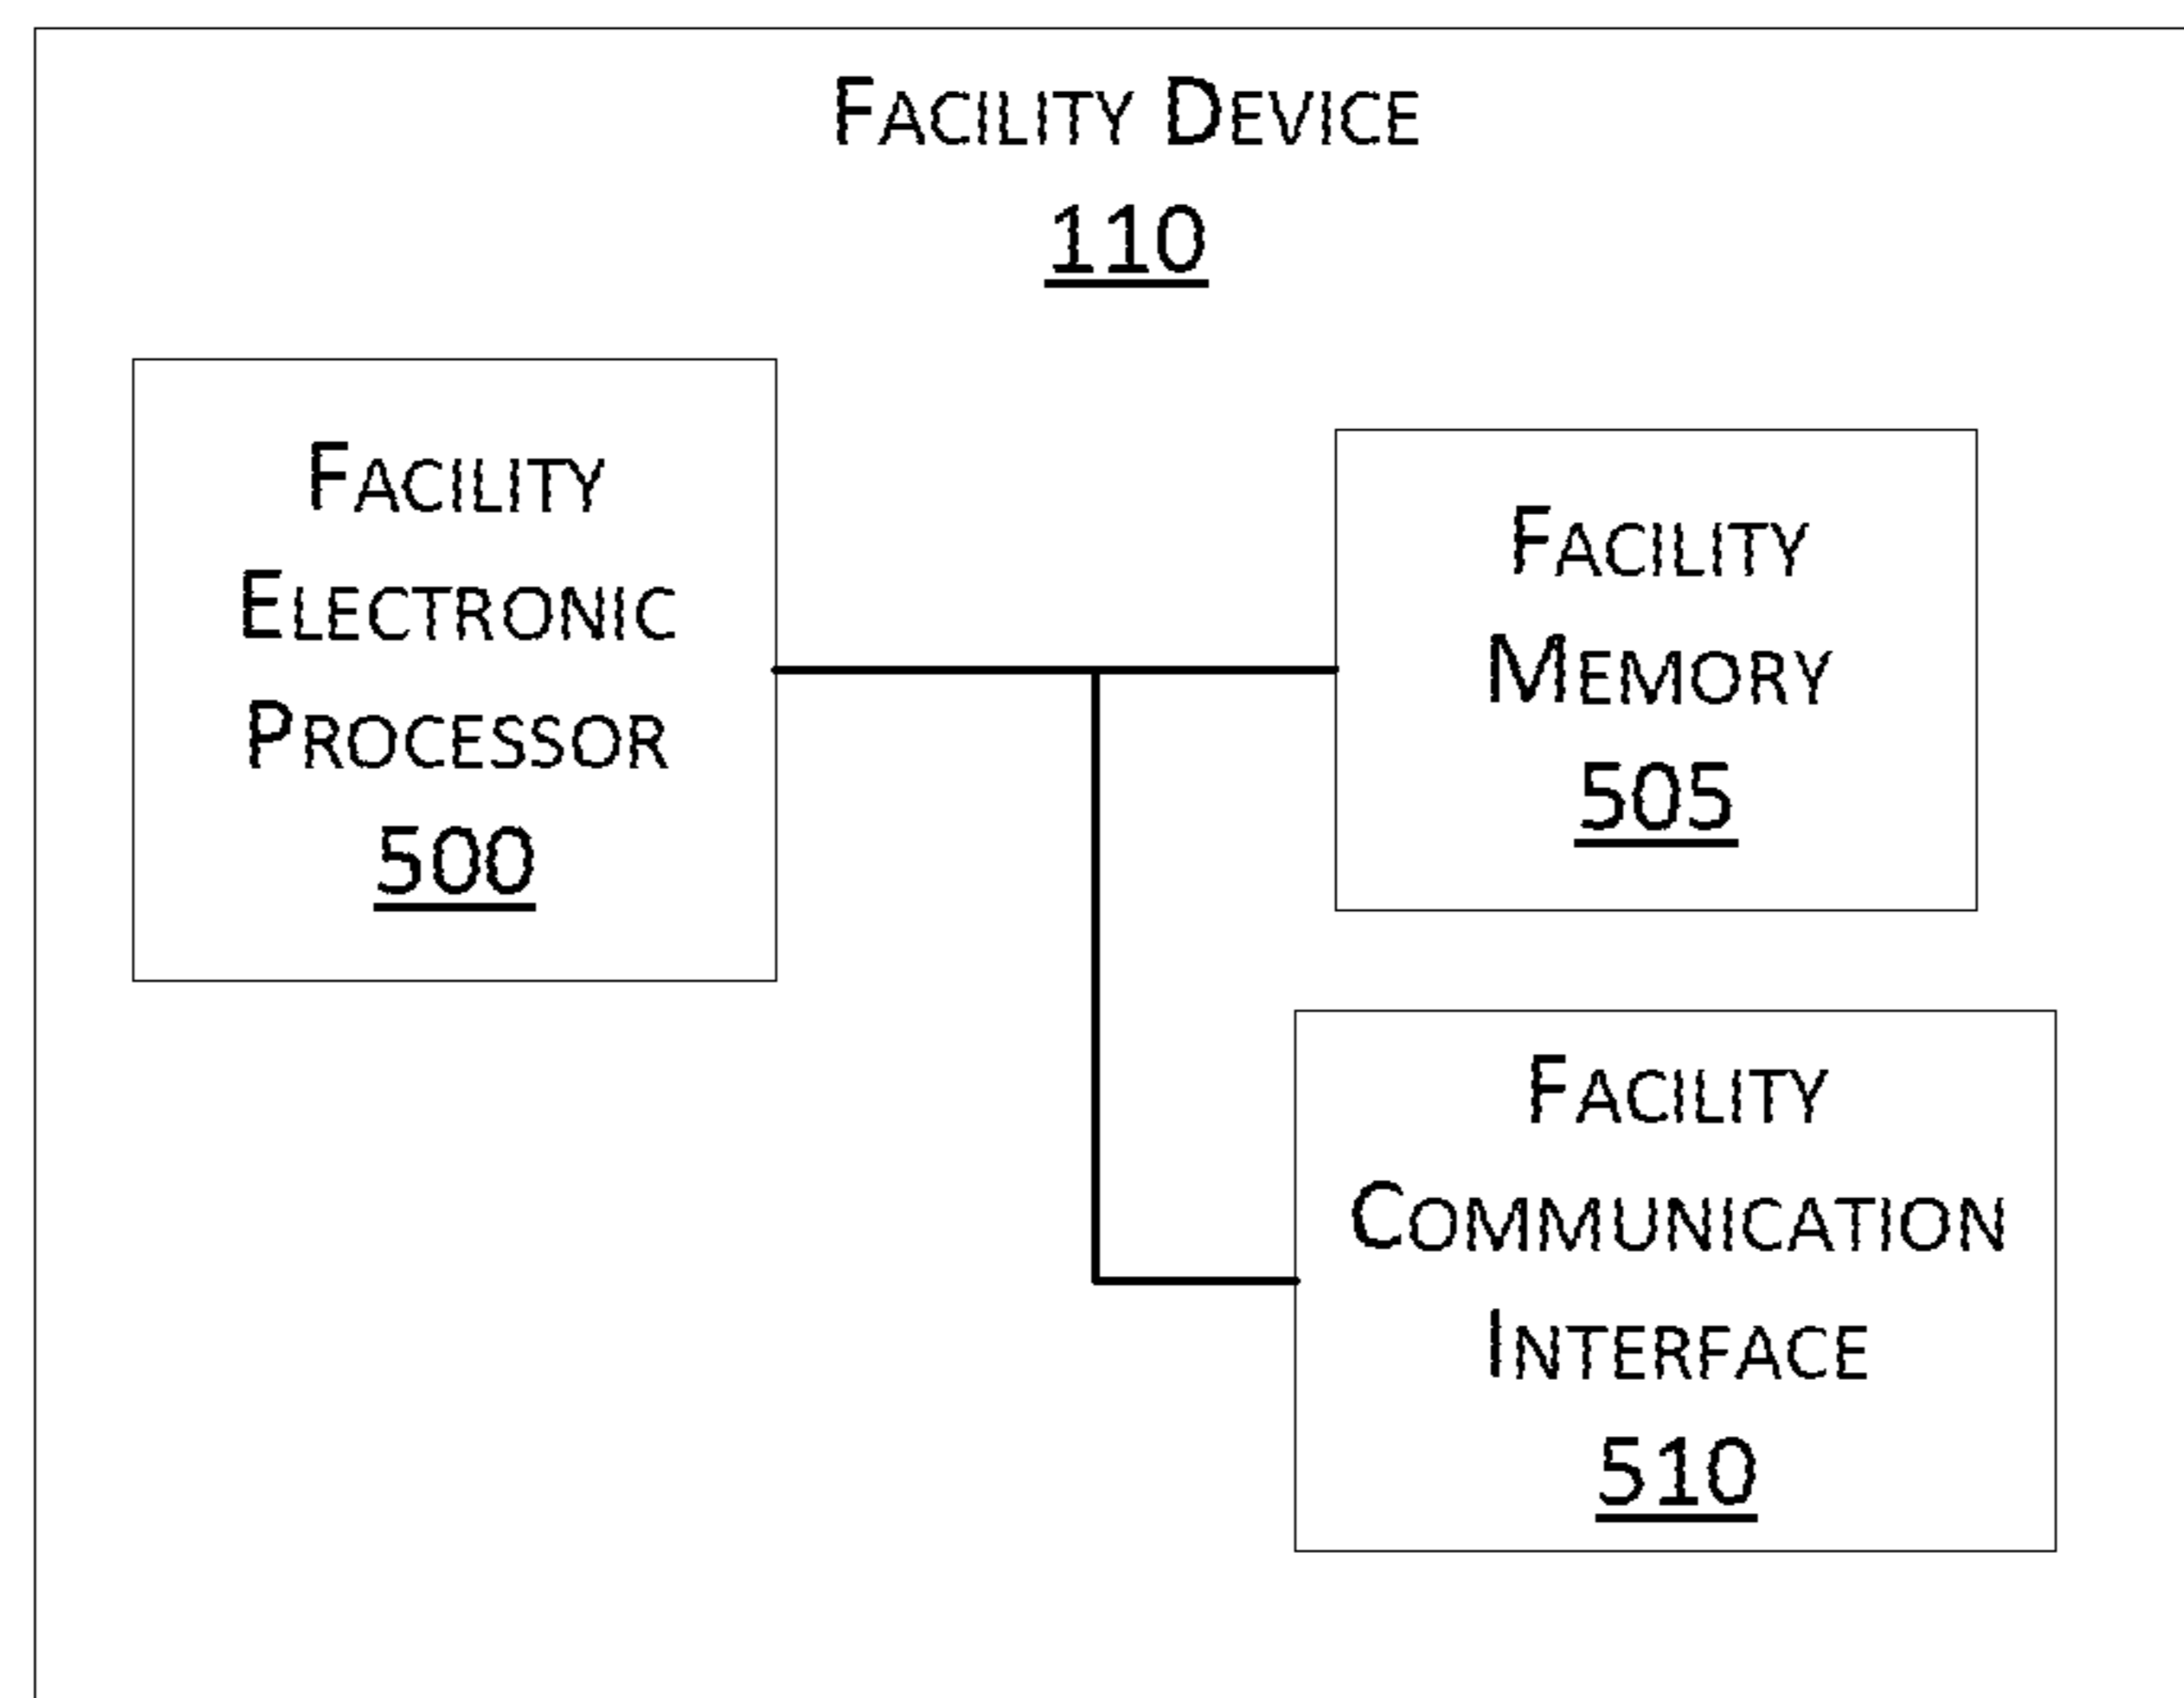 FACILITY DEVICE
110
FACILITY
ELECTRONIC
PROCESSOR
500
FACILITY
MEMORY
505
FACILITY
COMMUNICATION
INTERFACE
510